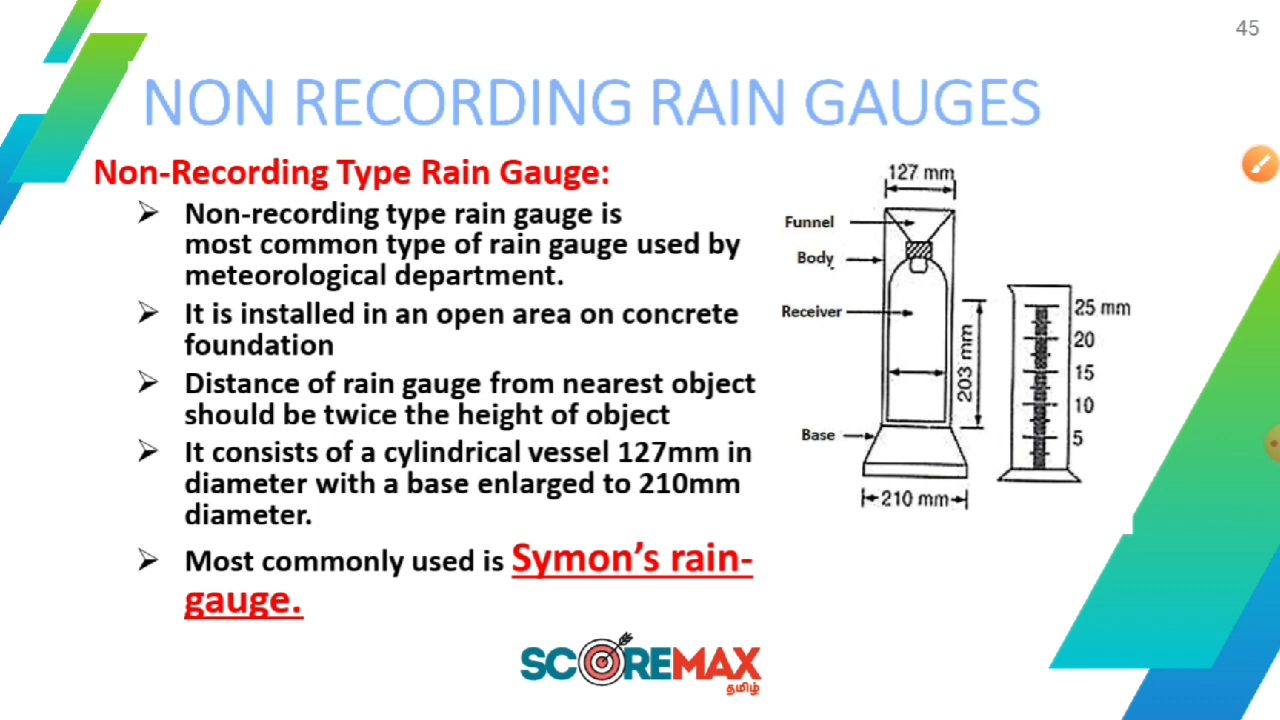 45
NON RECORDING RAIN GAUGES
Non-Recording Type Rain Gauge:
➢ Non-recording type rain gauge is
most common type of rain gauge used by
meteorological department.
➢ It is installed in an open area on concrete
foundation
➢ Distance of rain gauge from nearest object
should be twice the height of object
➢ It consists of a cylindrical vessel 127mm in
diameter with a base enlarged to 210mm
diameter.
➢ Most commonly used is Symon’s rain-
gauge.
127 mm
Funnel
Body
Receiver
203 mm
Base
210 mm
25 mm
20
15
10
5
SCOREMAX
தமிழ்